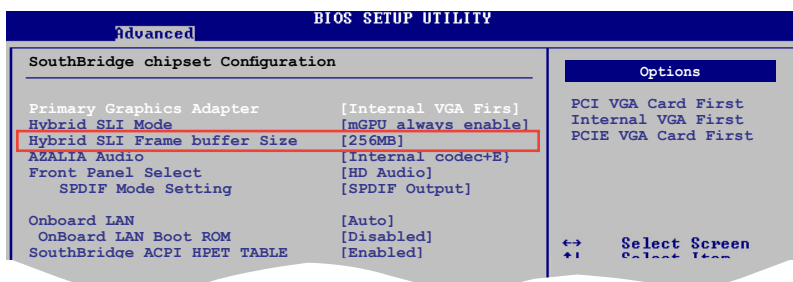 BIOS SETUP UTILITY
Advanced
SouthBridge chipset Configuration
Primary Graphics Adapter [Internal VGA Firs]
Hybrid SLI Mode [mGPU always enable]
Hybrid SLI Frame buffer Size [256MB]
AZALIA Audio [Internal codec+E}
Front Panel Select [HD Audio]
SPDIF Mode Setting [SPDIF Output]
Onboard LAN [Auto]
OnBoard LAN Boot ROM [Disabled]
SouthBridge ACPI HPET TABLE [Enabled]
Options
PCI VGA Card First
Internal VGA First
PCIE VGA Card First
←→ Select Screen
↑↓ Select Item